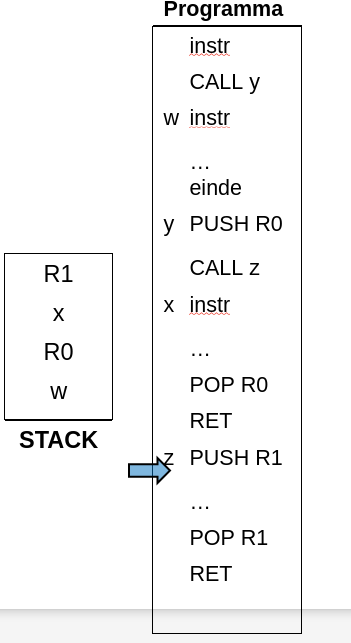 Programma
instr
CALL y
w instr
...
einde
y PUSH R0
CALL z
x instr
...
POP R0
RET
z PUSH R1
...
POP R1
RET
R1
x
R0
w
STACK